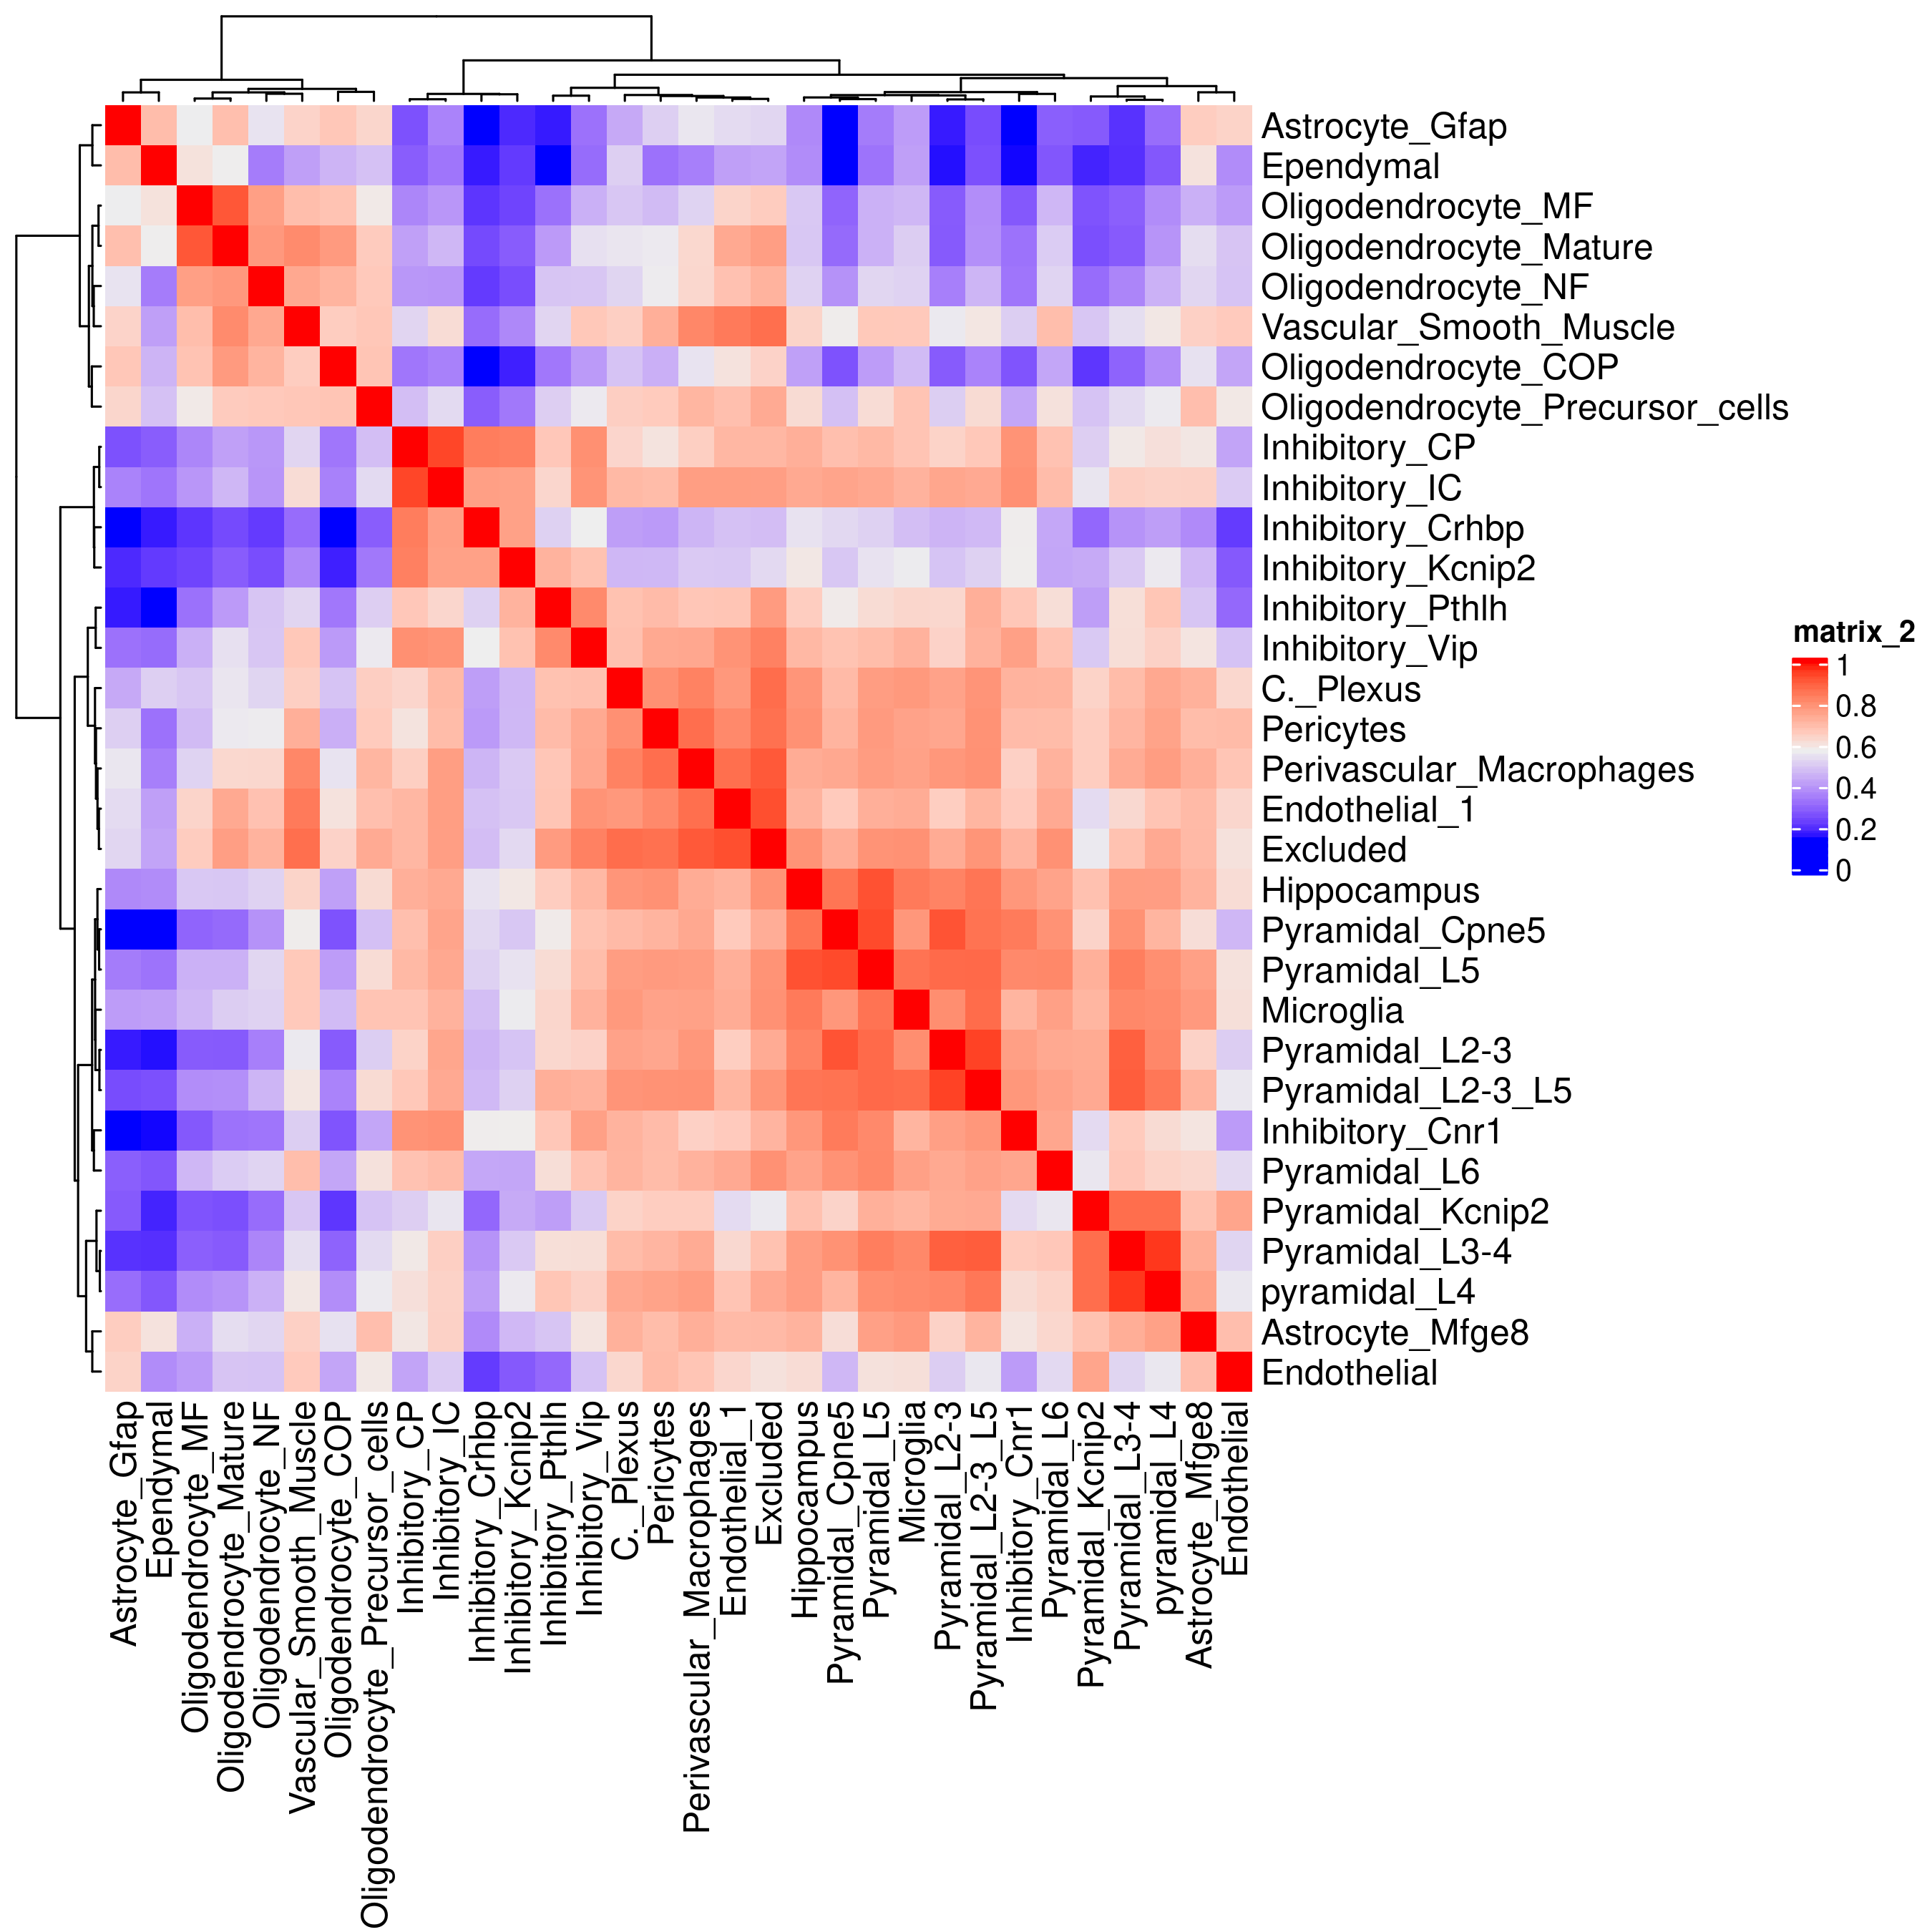 Astrocyte_Gfap
Ependymal
Oligodendrocyte_MF
Oligodendrocyte_Mature
Oligodendrocyte_NF
Vascular_Smooth_Muscle
Oligodendrocyte_COP
Oligodendrocyte_Precursor_cells
Inhibitory_CP
Inhibitory_IC
Inhibitory_Crhbp
Inhibitory_Kcnip2
Inhibitory_Pthlh
Inhibitory_Vip
C._Plexus
Pericytes
Perivascular_Macrophages
Endothelial_1
Excluded
Hippocampus
Pyramidal_Cpne5
Pyramidal_L5
Microglia
Pyramidal_L2-3
Pyramidal_L2-3_L5
Inhibitory_Cnr1
Pyramidal_L6
Pyramidal_Kcnip2
Pyramidal_L3-4
pyramidal_L4
Astrocyte_Mfge8
Endothelial
matrix_2
1
0.8
0.6
0.4
0.2
0
Astrocyte_Gfap
Ependymal
Oligodendrocyte_MF
Oligodendrocyte_Mature
Oligodendrocyte_NF
Vascular_Smooth_Muscle
Oligodendrocyte_COP
Oligodendrocyte_Precursor_cells
Inhibitory_CP
Inhibitory_IC
Inhibitory_Crhbp
Inhibitory_Kcnip2
Inhibitory_Pthlh
Inhibitory_Vip
C._Plexus
Pericytes
Perivascular_Macrophages
Endothelial_1
Excluded
Hippocampus
Pyramidal_Cpne5
Pyramidal_L5
Microglia
Pyramidal_L2-3
Pyramidal_L2-3_L5
Inhibitory_Cnr1
Pyramidal_L6
Pyramidal_Kcnip2
Pyramidal_L3-4
pyramidal_L4
Astrocyte_Mfge8
Endothelial